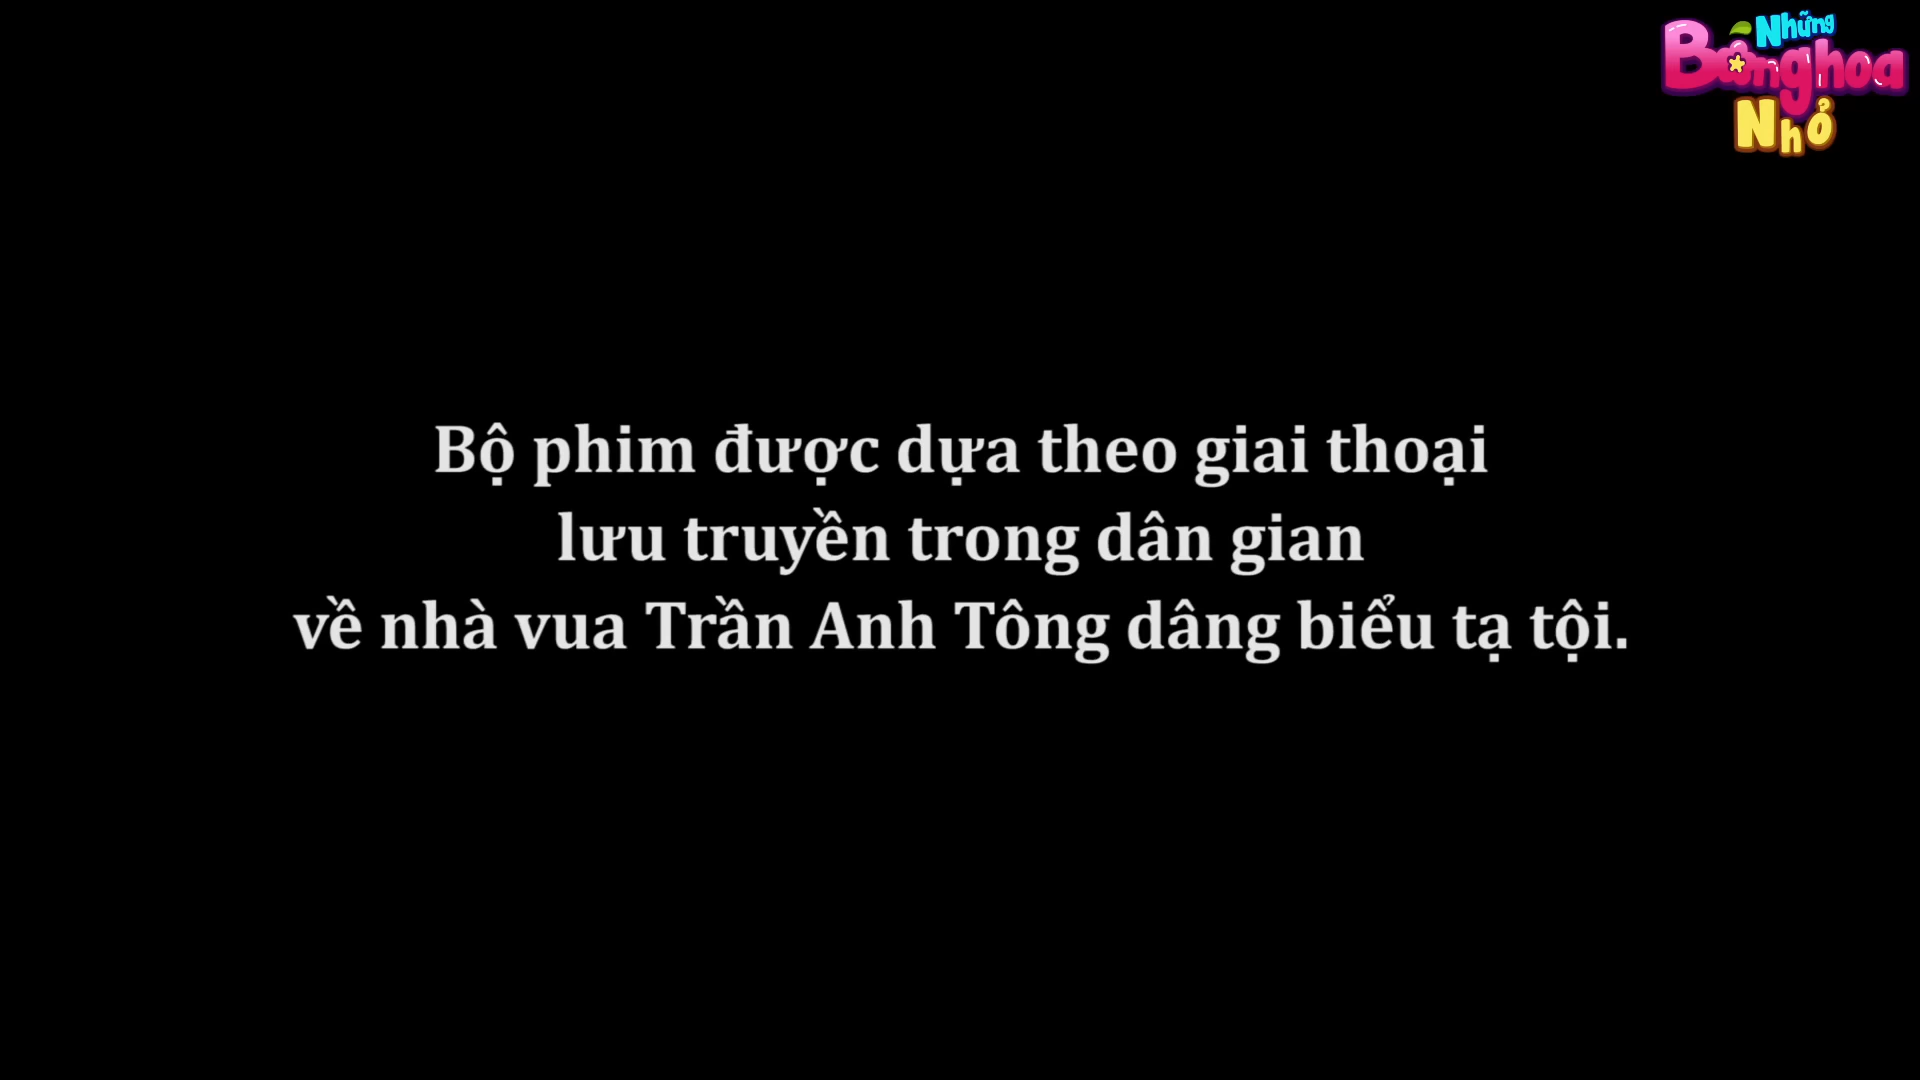 Những
Bông hoa
Nhỏ
Bộ phim được dựa theo giai thoại
lưu truyền trong dân gian
về nhà vua Trần Anh Tông dâng biểu tạ tội.